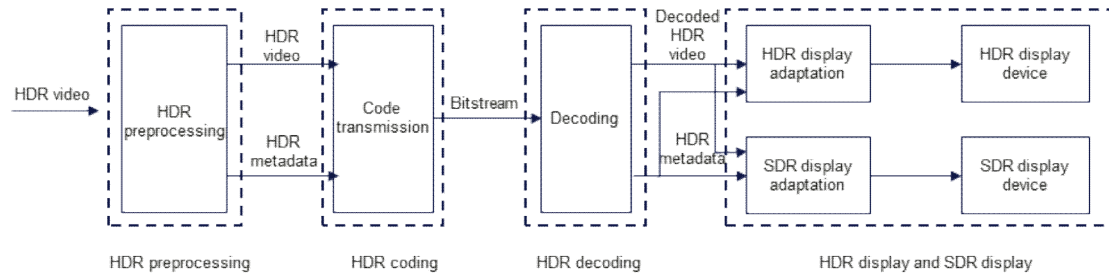 HDR video
HDR
preprocessing
HDR
video
HDR
metadata
Code
transmission
Bitstream
Decoding
Decoded
HDR
video
HDR
metadata
HDR display
adaptation
HDR display
device
SDR display
adaptation
SDR display
device
HDR preprocessing
HDR coding
HDR decoding
HDR display and SDR display